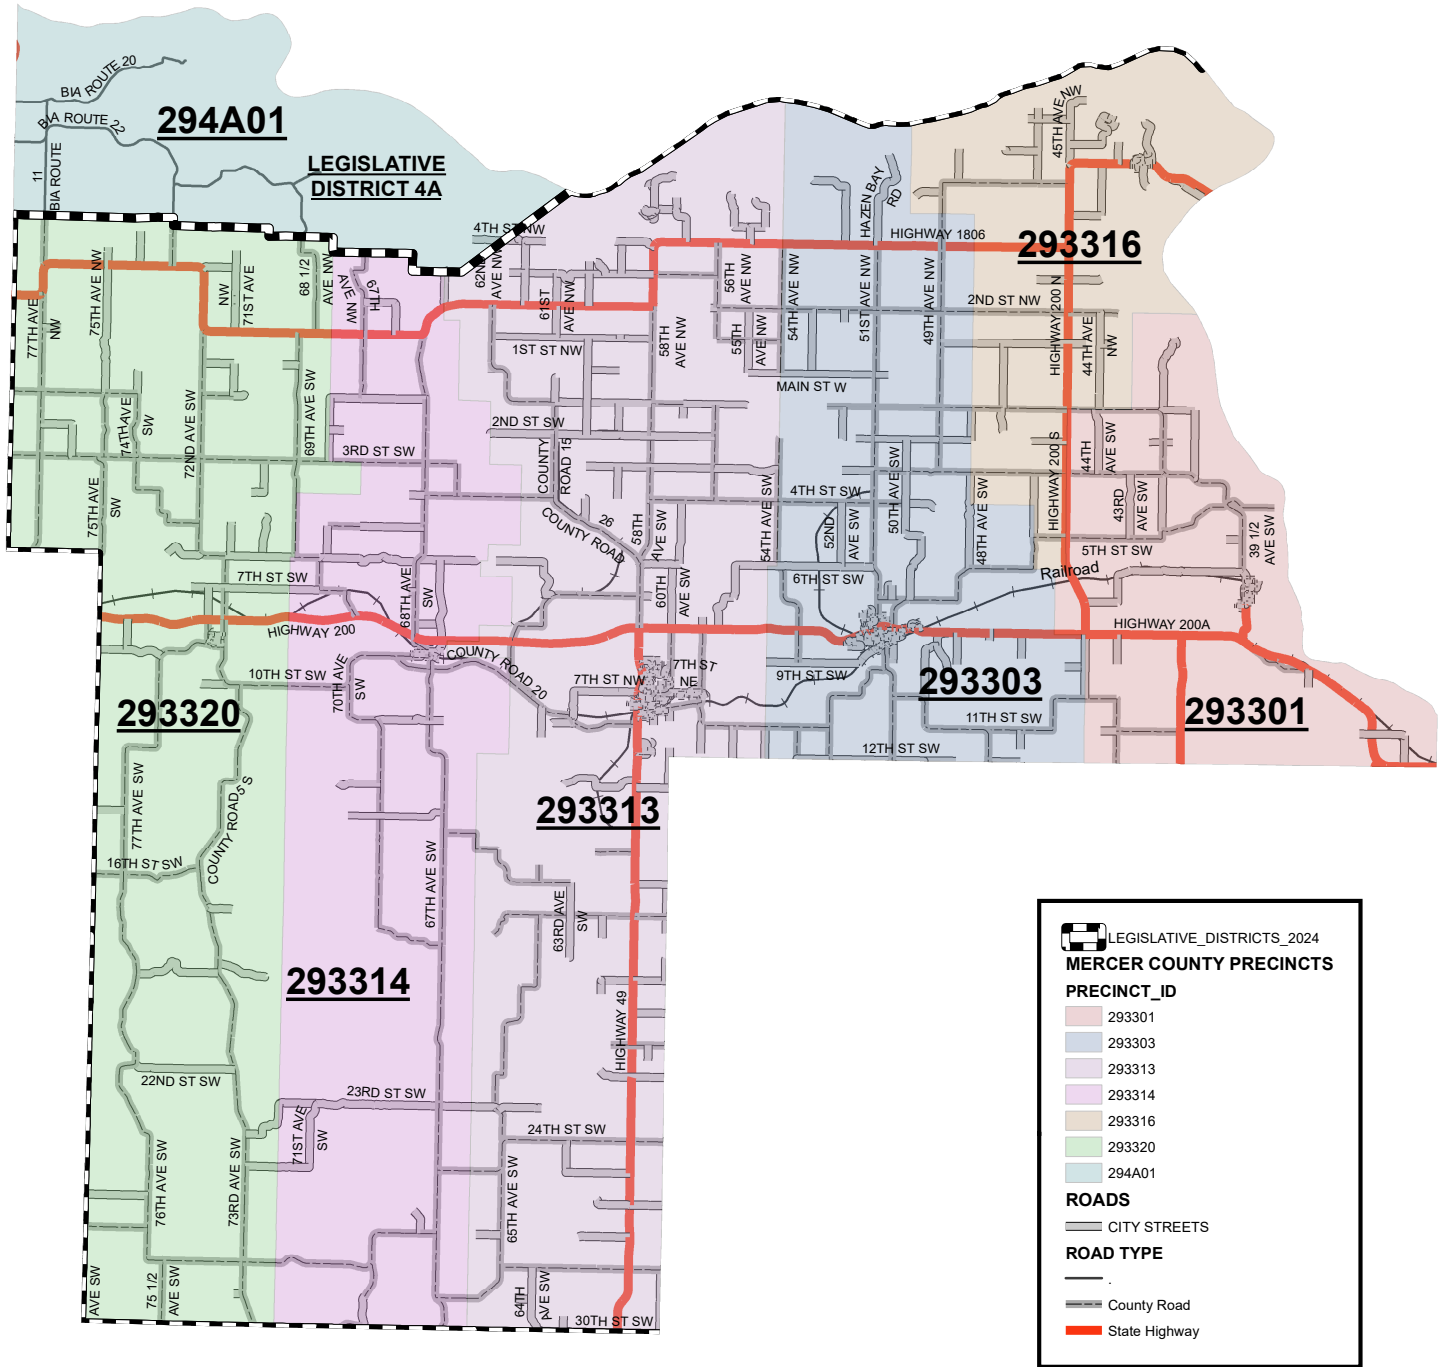 BIA ROUTE 20
BIA ROUTE 22
11
BIA ROUTE
294A01
LEGISLATIVE
DISTRICT 4A
45TH AVE NW
HAZEN BAY
RD
4TH ST NW
HIGHWAY 1806
293316
62ND
AVE NW
61ST
AVE NW
67TH
AVE NW
68 1/2
AVE NW
71ST AVE
NW
75TH AVE NW
77TH AVE
NW
56TH
AVE NW
55TH
AVE NW
54TH AVE NW
51ST AVE NW
49TH AVE NW
2ND ST NW
HIGHWAY 200 N
44TH AVE
NW
1ST ST NW
58TH
AVE NW
MAIN ST W
74TH AVE
SW
72ND AVE SW
69TH AVE SW
3RD ST SW
2ND ST SW
COUNTY
ROAD 15
HIGHWAY 200 S
44TH
AVE SW
43RD
AVE SW
75TH AVE
SW
COUNTY ROAD
26
58TH
AVE SW
54TH AVE SW
4TH ST SW
52ND
AVE SW
50TH AVE SW
48TH AVE SW
5TH ST SW
39 1/2
AVE SW
7TH ST SW
68TH AVE
SW
60TH
AVE SW
6TH ST SW
Railroad
HIGHWAY 200
HIGHWAY 200A
10TH ST SW
70TH AVE
SW
COUNTY ROAD 20
7TH ST NW
7TH ST
NE
9TH ST SW
293303
293320
11TH ST SW
293301
12TH ST SW
77TH AVE SW
COUNTY ROAD 5 S
293313
16TH ST SW
67TH AVE SW
63RD AVE
SW
293314
HIGHWAY 49
22ND ST SW
23RD ST SW
71ST AVE
SW
24TH ST SW
76TH AVE SW
73RD AVE SW
65TH AVE SW
AVE SW
75 1/2
AVE SW
64TH
AVE SW
30TH ST SW
LEGISLATIVE_DISTRICTS_2024
MERCER COUNTY PRECINCTS
PRECINCT_ID
293301
293303
293313
293314
293316
293320
294A01
ROADS
CITY STREETS
ROAD TYPE
.
County Road
State Highway